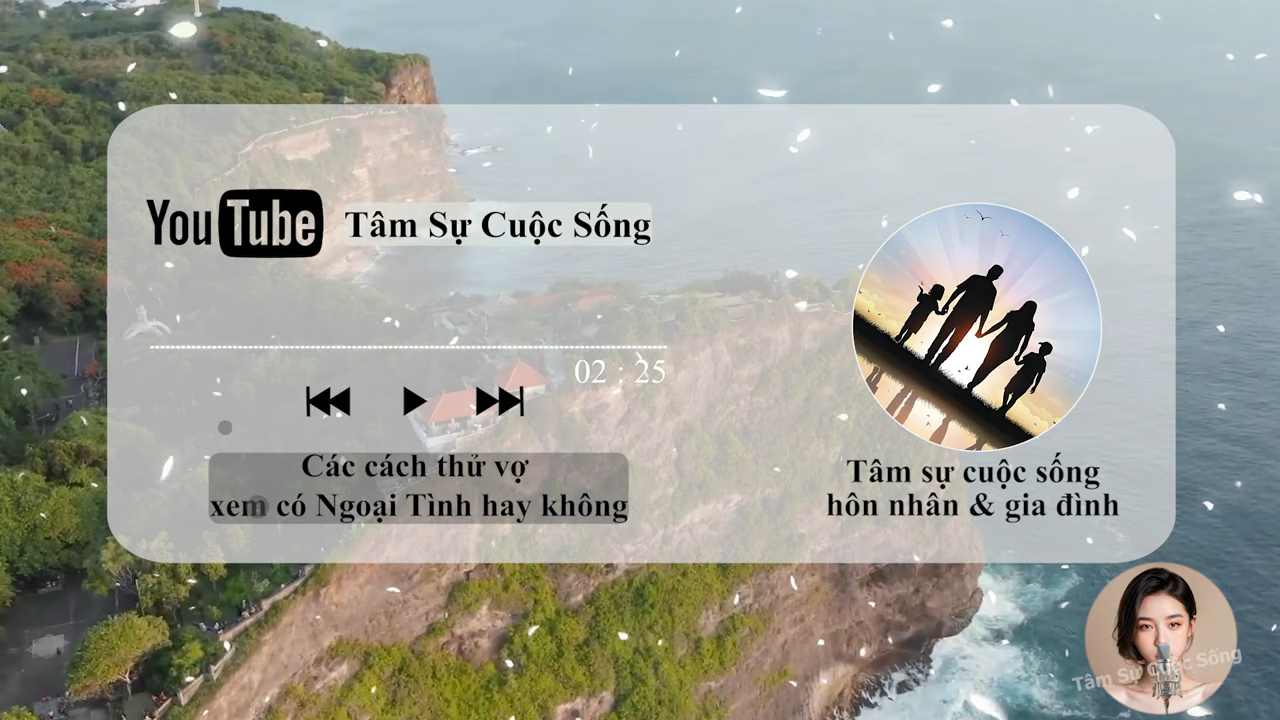 YouTube Tâm Sự Cuộc Sống
02 : 25
Các cách thử vợ
xem có Ngoại Tình hay không
Tâm sự cuộc sống
hôn nhân & gia đình
Tâm Sự Cuộc Sống